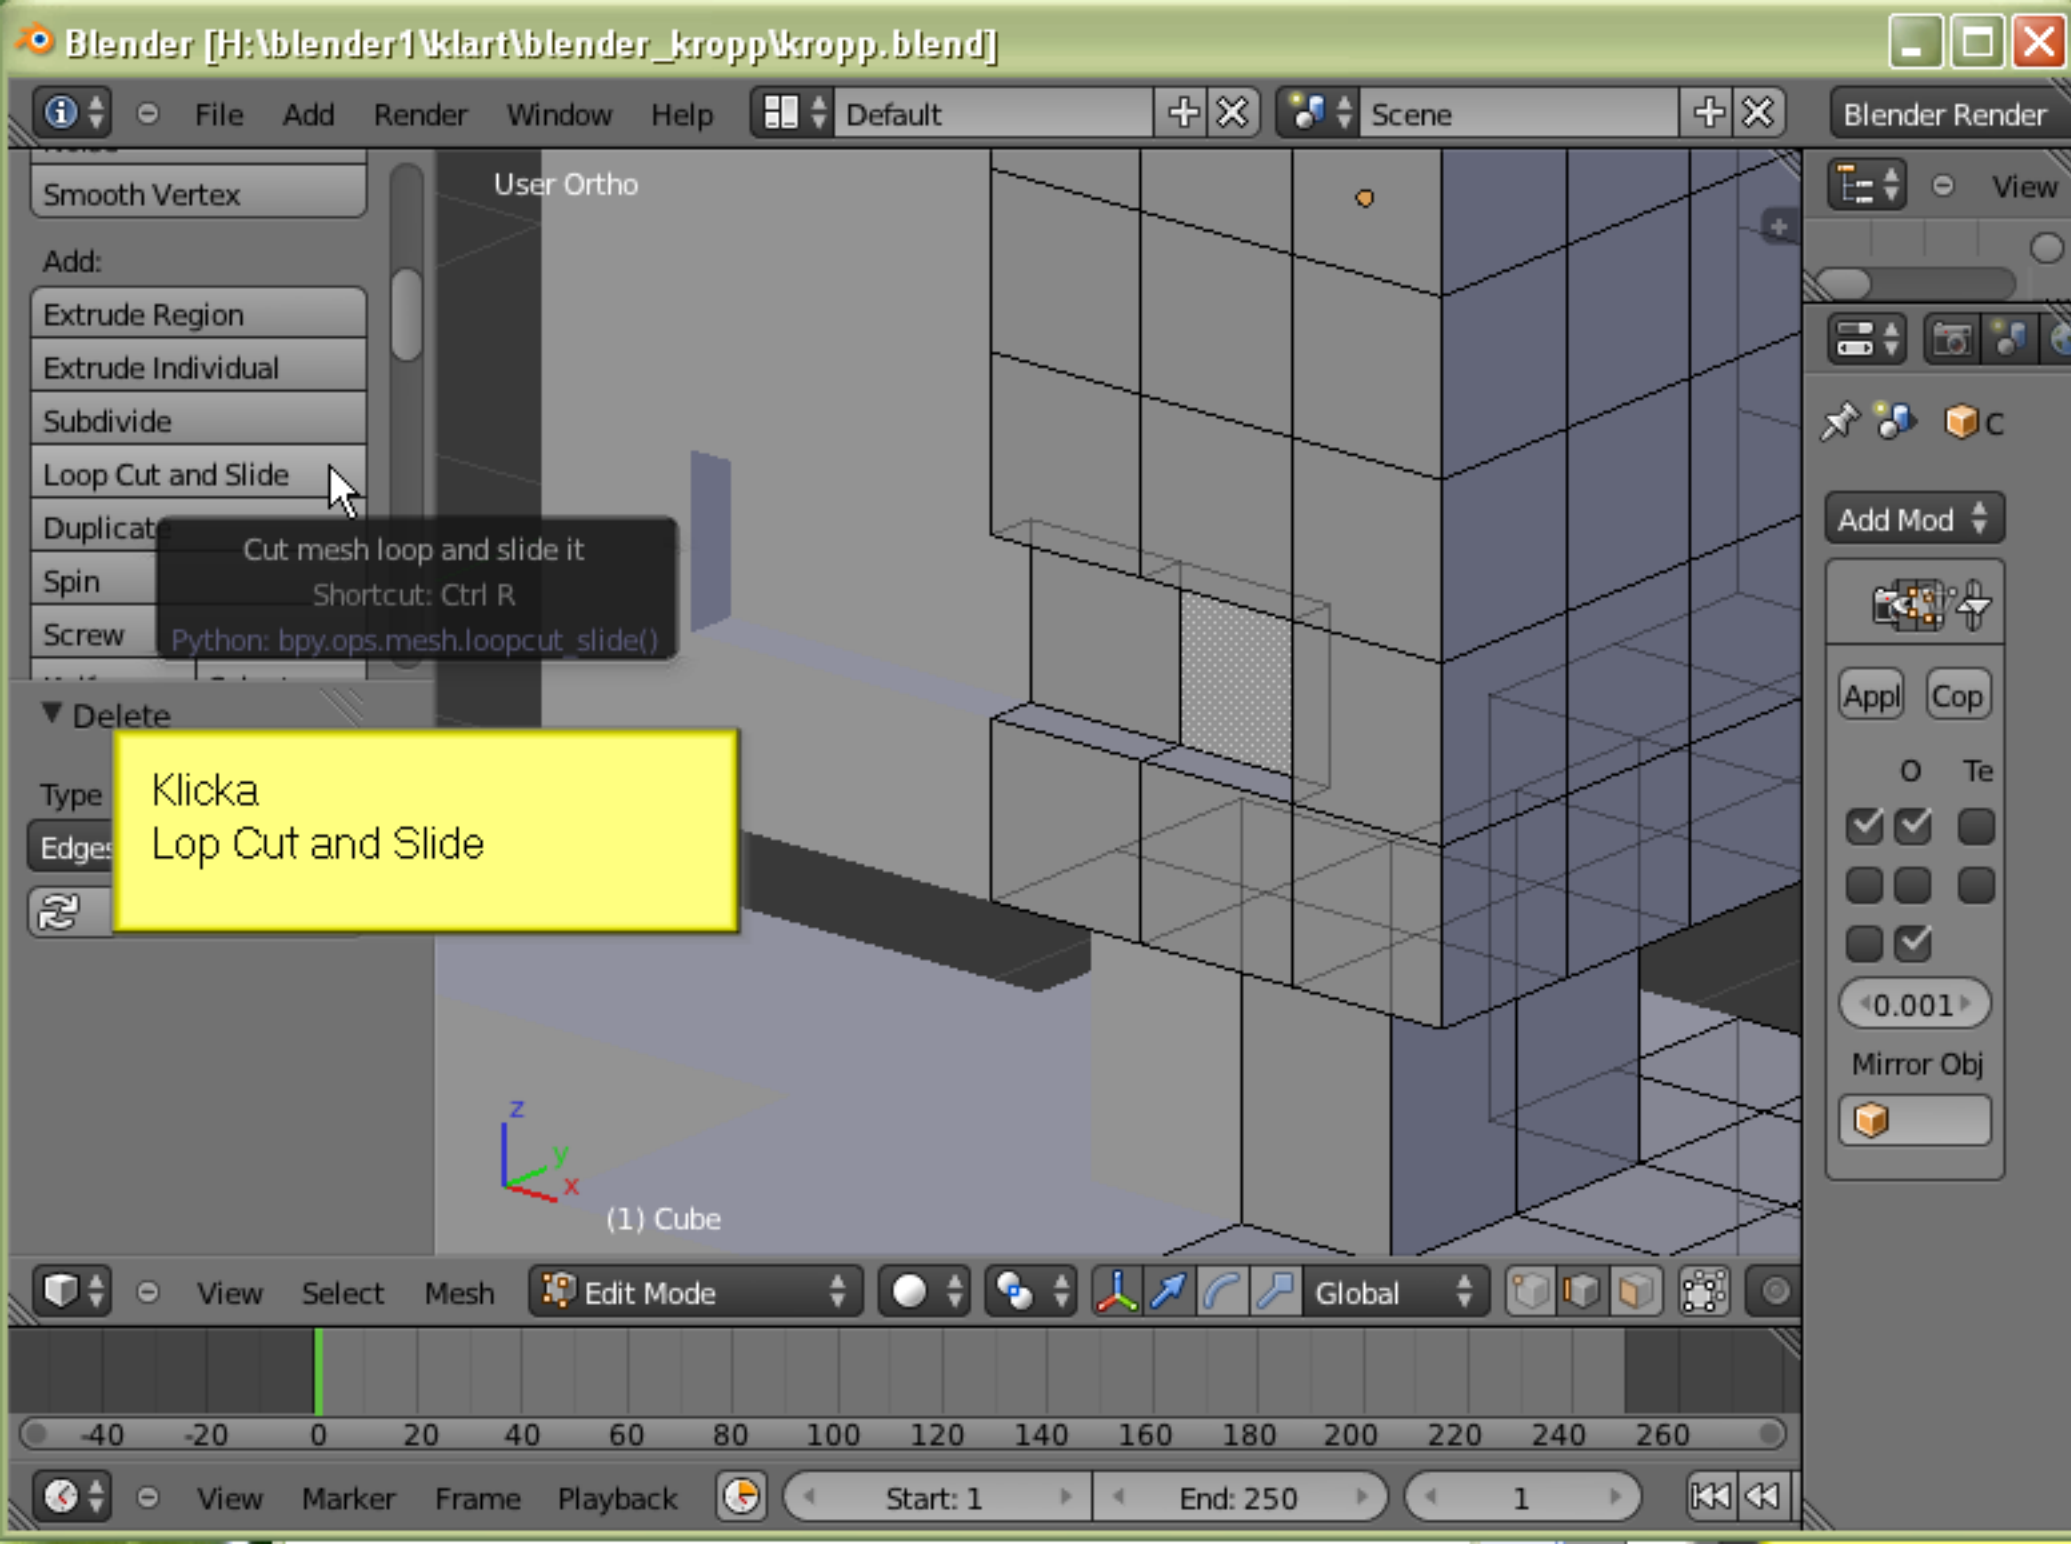 Blender [H:\blender1\klart\blender_kropp\kropp.blend]
File Add Render Window Help Default Scene Blender Render
Smooth Vertex
Add:
Extrude Region
Extrude Individual
Subdivide
Loop Cut and Slide
Duplicate
Spin
Screw
Cut mesh loop and slide it
Shortcut: Ctrl R
Python: bpy.ops.mesh.loopcut_slide()
Delete
Type
Edges
Klicka
Lop Cut and Slide
User Ortho
z
y
x
(1) Cube
View
C
Add Mod
Appl Cop
O Te
0.001
Mirror Obj
View Select Mesh Edit Mode Global
-40 -20 0 20 40 60 80 100 120 140 160 180 200 220 240 260
View Marker Frame Playback Start: 1 End: 250 1